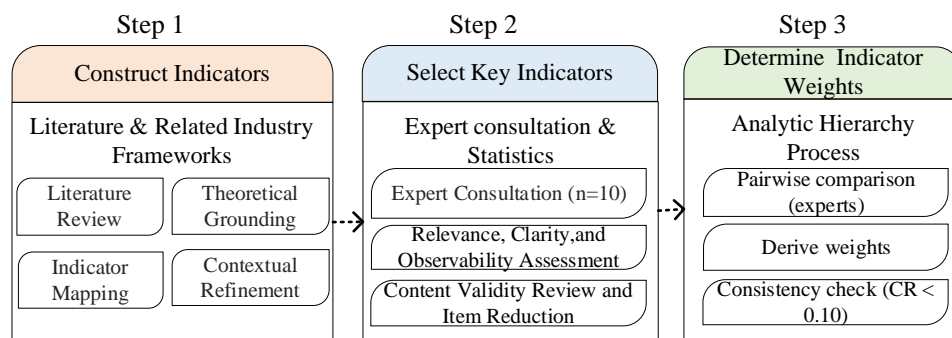 Step 1
Construct Indicators
Literature & Related Industry
Frameworks
Literature
Review
Theoretical
Grounding
Indicator
Mapping
Contextual
Refinement
Step 2
Select Key Indicators
Expert consultation &
Statistics
Expert Consultation (n=10)
Relevance, Clarity,and
Observability Assessment
Content Validity Review and
Item Reduction
Step 3
Determine Indicator
Weights
Analytic Hierarchy
Process
Pairwise comparison
(experts)
Derive weights
Consistency check (CR <
0.10)